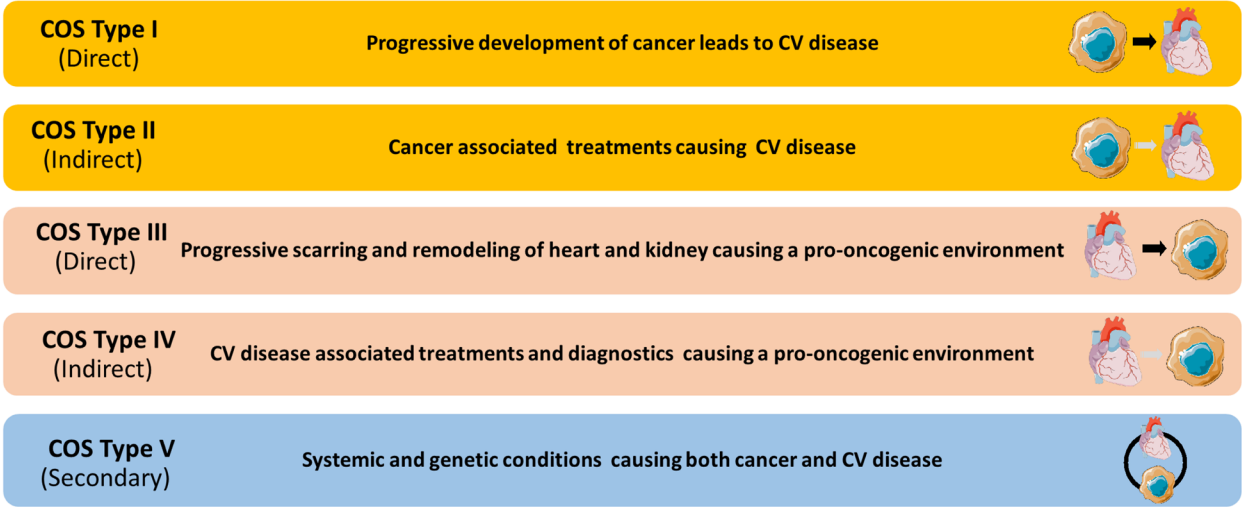 COS Type I
(Direct)
Progressive development of cancer leads to CV disease
COS Type II
(Indirect)
Cancer associated treatments causing CV disease
COS Type III
(Direct)
Progressive scarring and remodeling of heart and kidney causing a pro-oncogenic environment
COS Type IV
(Indirect)
CV disease associated treatments and diagnostics causing a pro-oncogenic environment
COS Type V
(Secondary)
Systemic and genetic conditions causing both cancer and CV disease